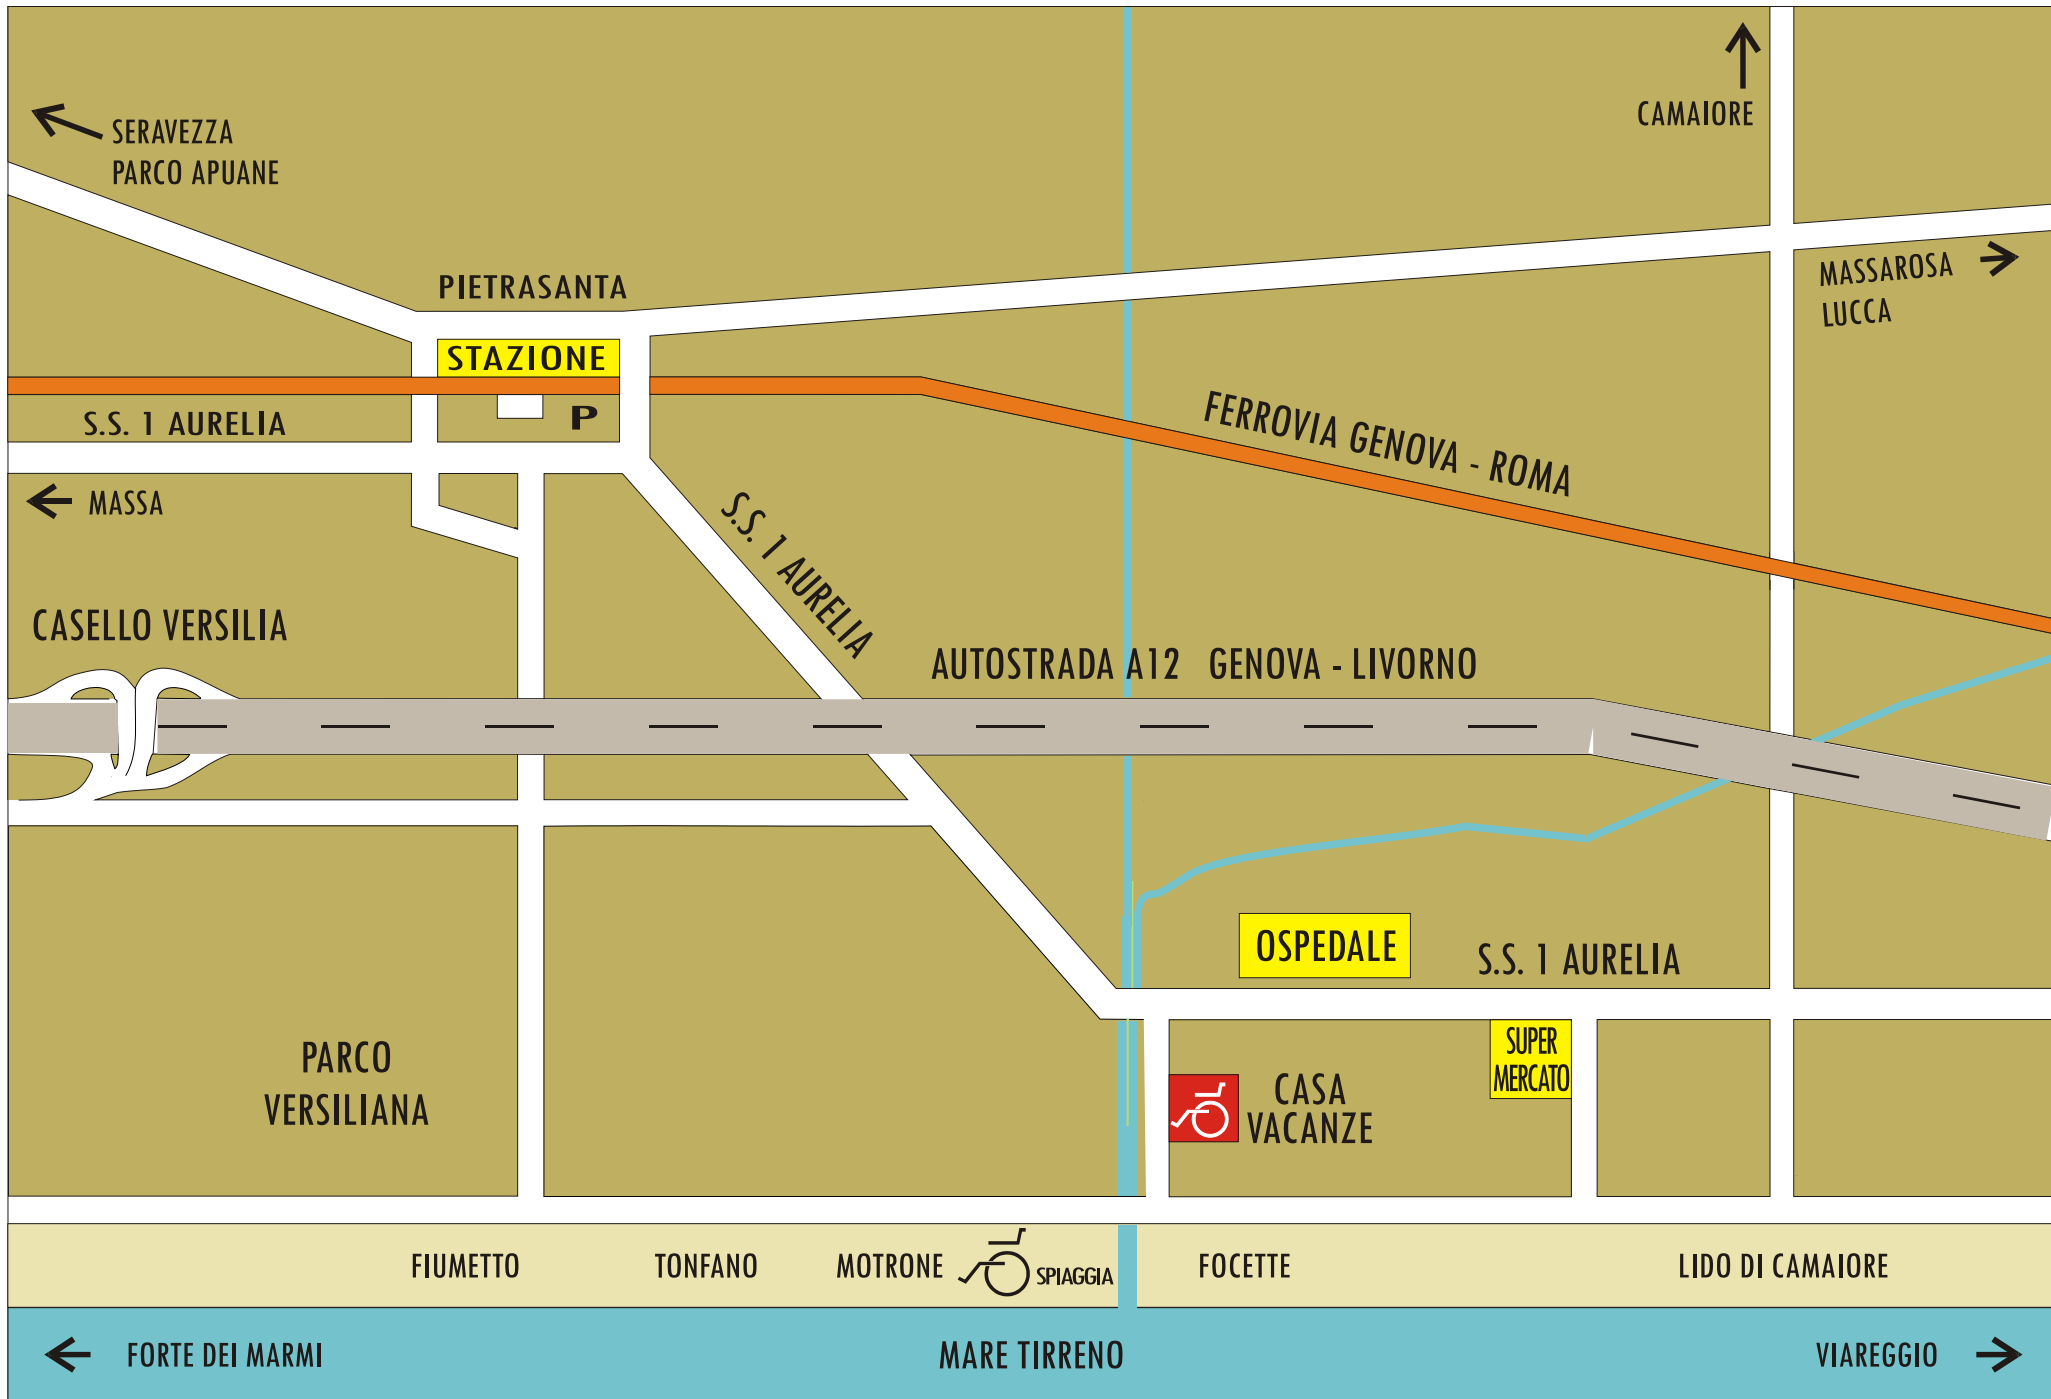 CAMAIORE
SERAVEZZA
PARCO APUANE
PIETRASANTA
MASSAROSA
LUCCA
STAZIONE
P
S.S. 1 AURELIA
FERROVIA GENOVA - ROMA
MASSA
S.S. 1 AURELIA
CASELLO VERSILIA
AUTOSTRADA A12 GENOVA - LIVORNO
OSPEDALE
S.S. 1 AURELIA
PARCO
VERSILIANA
SUPER
MERCATO
CASA
VACANZE
FIUMETTO
TONFANO
MOTRONE
SPIAGGIA
FOCETTE
LIDO DI CAMAIORE
FORTE DEI MARMI
MARE TIRRENO
VIAREGGIO